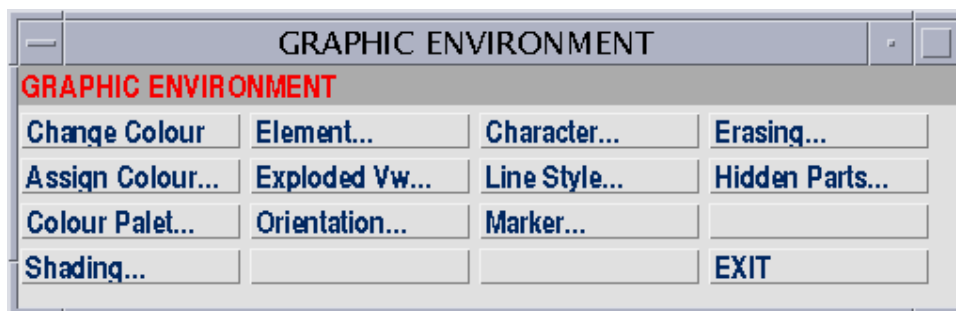 GRAPHIC ENVIRONMENT
GRAPHIC ENVIRONMENT
Change Colour Element... Character... Erasing...
Assign Colour... Exploded Vw... Line Style... Hidden Parts...
Colour Palet... Orientation... Marker...
Shading... EXIT